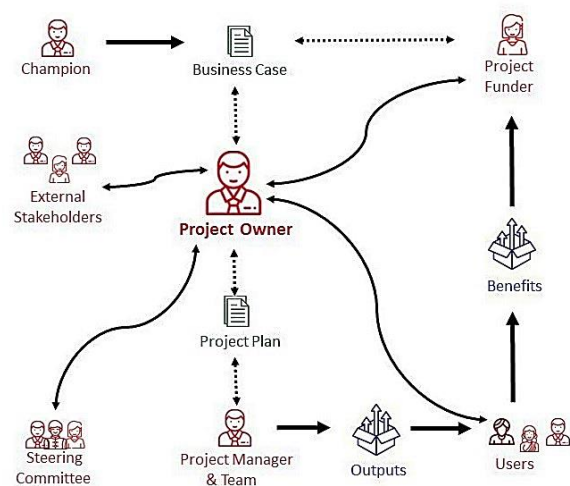 Champion
Business Case
Project
Funder
External
Stakeholders
Project Owner
Benefits
Project Plan
Steering
Committee
Project Manager
& Team
Outputs
Users